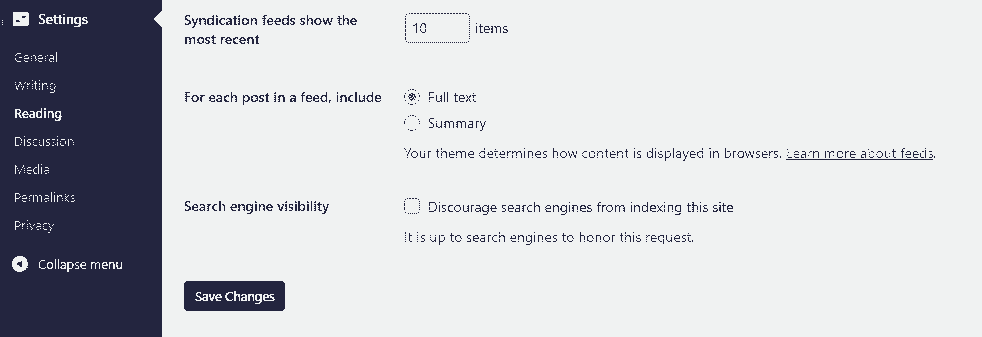 Settings
General
Writing
Reading
Discussion
Media
Permalinks
Privacy
Collapse menu
Syndication feeds show the
most recent
10 items
For each post in a feed, include
Full text
Summary
Your theme determines how content is displayed in browsers. Learn more about feeds.
Search engine visibility
Discourage search engines from indexing this site
It is up to search engines to honor this request.
Save Changes